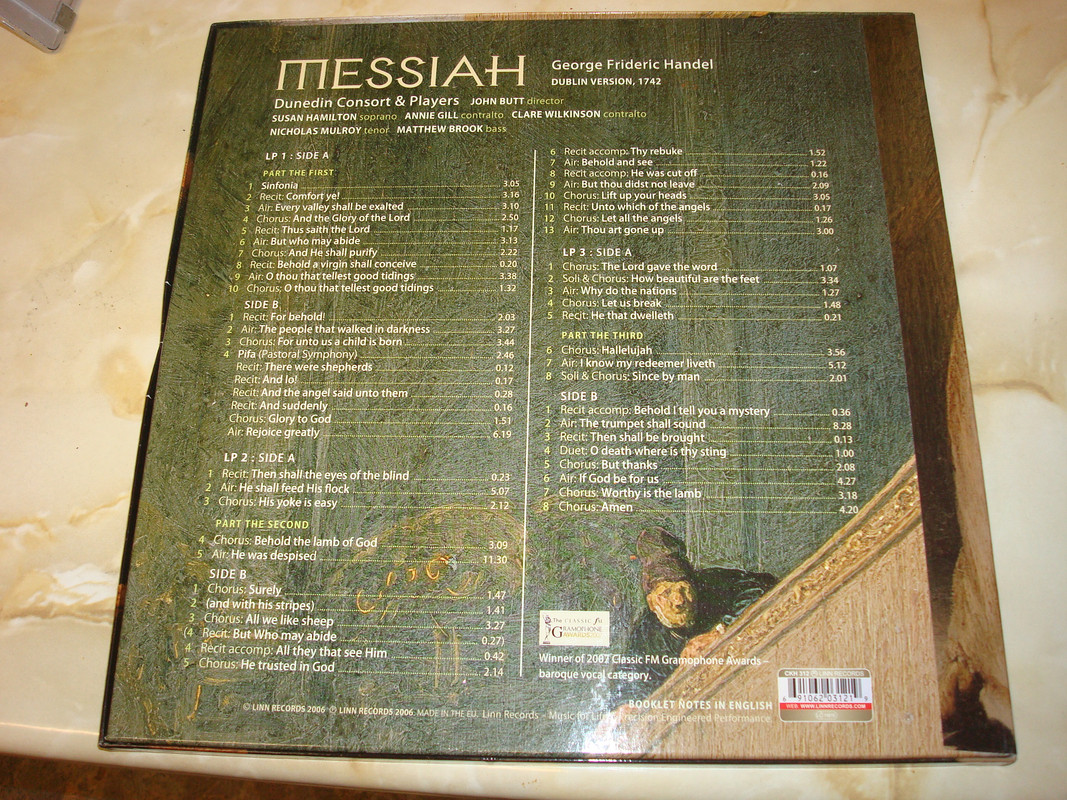 MESSIAH
George Frideric Handel
DUBLIN VERSION, 1742
Dunedin Consort & Players JOHN BUTT director
SUSAN HAMILTON soprano ANNIE GILL contralto CLARE WILKINSON contralto
NICHOLAS MULROY tenor MATTHEW BROOK bass
LP 1 : SIDE A
PART THE FIRST
1 Sinfonia 3.05
2 Recit: Comfort ye! 3.16
3 Air: Every valley shall be exalted 3.10
4 Chorus: And the Glory of the Lord 2.50
5 Recit: Thus saith the Lord 1.17
6 Air: But who may abide 3.13
7 Chorus: And He shall purify 2.22
8 Recit: Behold a virgin shall conceive 0.20
9 Air: O thou that tellest good tidings 3.38
10 Chorus: O thou that tellest good tidings 1.32
SIDE B
1 Recit: For behold! 2.03
2 Air: The people that walked in darkness 3.27
3 Chorus: For unto us a child is born 3.44
4 Pifa (Pastoral Symphony) 2.46
Recit: There were shepherds 0.12
Recit: And lo! 0.17
Recit: And the angel said unto them 0.28
Recit: And suddenly 0.16
Chorus: Glory to God 1.51
Air: Rejoice greatly 6.19
LP 2 : SIDE A
1 Recit: Then shall the eyes of the blind 0.23
2 Air: He shall feed His flock 5.07
3 Chorus: His yoke is easy 2.12
PART THE SECOND
4 Chorus: Behold the lamb of God 3.09
5 Air: He was despised 11.30
SIDE B
1 Chorus: Surely 1.47
2 (and with his stripes) 1.41
3 Chorus: All we like sheep 3.27
(4 Recit: But Who may abide 0.27)
4 Recit accomp: All they that see Him 0.42
5 Chorus: He trusted in God 2.14
6 Recit accomp: Thy rebuke 1.52
7 Air: Behold and see 1.22
8 Recit accomp: He was cut off 0.16
9 Air: But thou didst not leave 2.09
10 Chorus: Lift up your heads 3.05
11 Recit: Unto which of the angels 0.17
12 Chorus: Let all the angels 1.26
13 Air: Thou art gone up 3.00
LP 3 : SIDE A
1 Chorus: The Lord gave the word 1.07
2 Soli & Chorus: How beautiful are the feet 3.34
3 Air: Why do the nations 1.27
4 Chorus: Let us break 1.48
5 Recit: He that dwelleth 0.21
PART THE THIRD
6 Chorus: Hallelujah 3.56
7 Air: I know my redeemer liveth 5.12
8 Soli & Chorus: Since by man 2.01
SIDE B
1 Recit accomp: Behold I tell you a mystery 0.36
2 Air: The trumpet shall sound 8.28
3 Recit: Then shall be brought 0.13
4 Duet: O death where is thy sting 1.00
5 Chorus: But thanks 2.08
6 Air: If God be for us 4.27
7 Chorus: Worthy is the lamb 3.18
8 Chorus: Amen 4.20
The CLASSIC fM
GRAMOPHONE
AWARDS
Winner of 2007 Classic FM Gramophone Awards –
baroque vocal category.
CKH 312 LINN RECORDS
91062 03121
WEB: WWW.LINNRECORDS.COM
BOOKLET NOTES IN ENGLISH
© LINN RECORDS 2006 ℗ LINN RECORDS 2006. MADE IN THE EU. Linn Records – Music for Life, Precision Engineered Performance.